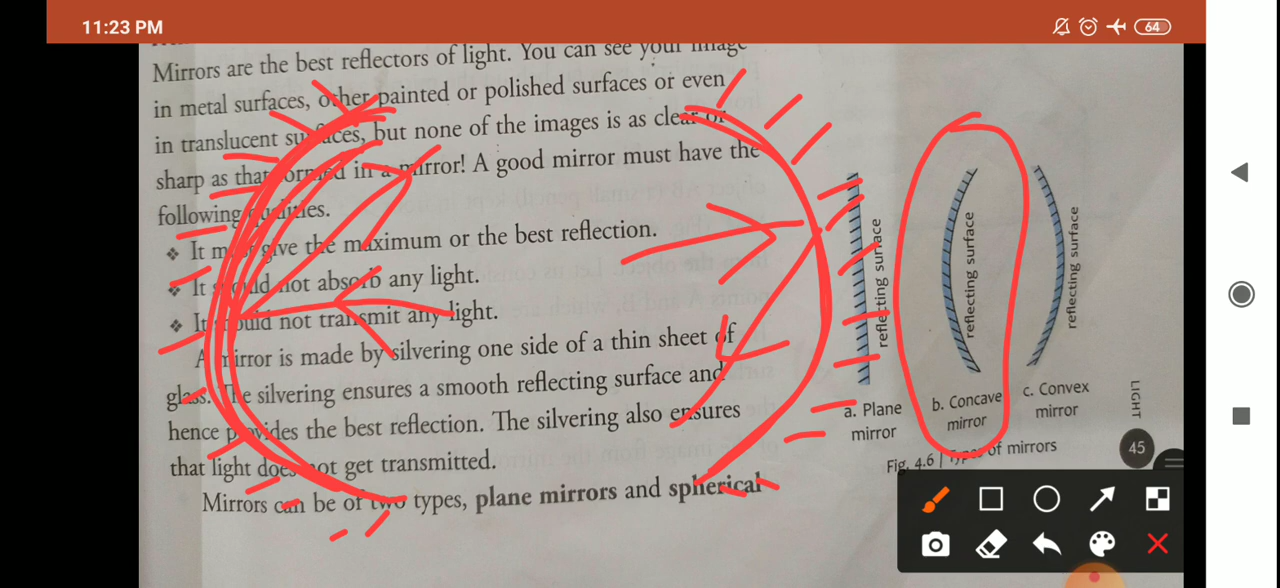 11:23 PM
64
Mirrors are the best reflectors of light. You can see your image
in metal surfaces, other painted or polished surfaces or even
in translucent surfaces, but none of the images is as clear or
sharp as that formed in a mirror! A good mirror must have the
following qualities.
❖ It must give the maximum or the best reflection.
❖ It should not absorb any light.
❖ It should not transmit any light.
A mirror is made by silvering one side of a thin sheet of
glass. The silvering ensures a smooth reflecting surface and
hence provides the best reflection. The silvering also ensures
that light does not get transmitted.
Mirrors can be of two types, plane mirrors and spherical
reflecting surface
reflecting surface
reflecting surface
a. Plane
mirror
b. Concave
mirror
c. Convex
mirror
Fig. 4.6 | Types of mirrors
LIGHT
45